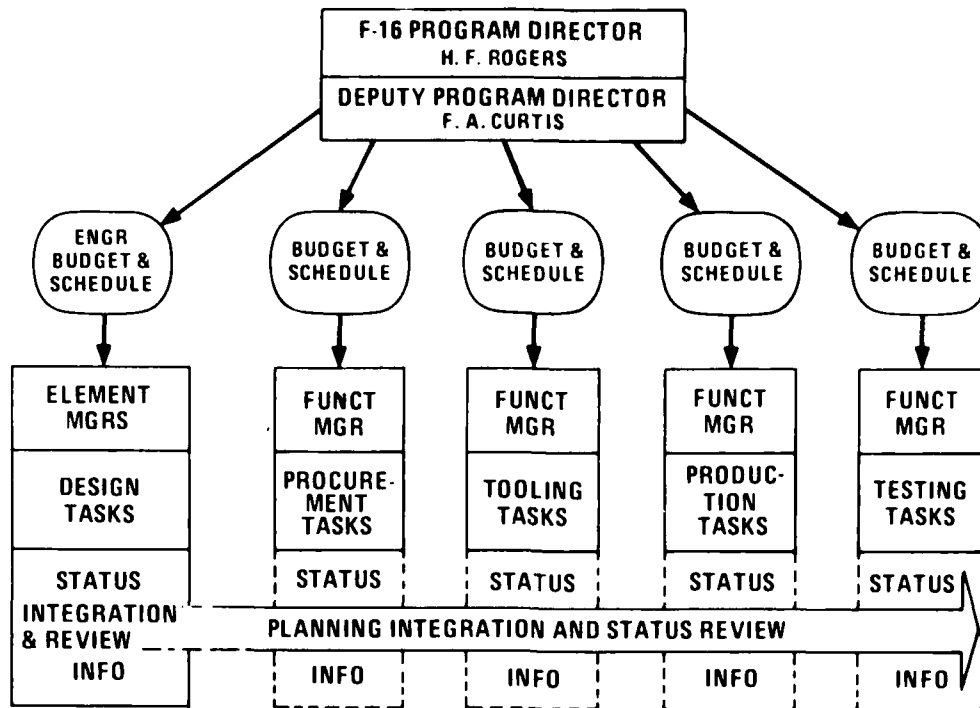 F-16 PROGRAM DIRECTOR
H. F. ROGERS
DEPUTY PROGRAM DIRECTOR
F. A. CURTIS
ENGR
BUDGET &
SCHEDULE
BUDGET &
SCHEDULE
BUDGET &
SCHEDULE
BUDGET &
SCHEDULE
BUDGET &
SCHEDULE
ELEMENT
MGRS
FUNCT
MGR
FUNCT
MGR
FUNCT
MGR
FUNCT
MGR
DESIGN
TASKS
PROCURE-
MENT
TASKS
TOOLING
TASKS
PRODUC-
TION
TASKS
TESTING
TASKS
STATUS
INTEGRATION
& REVIEW
INFO
STATUS
STATUS
STATUS
STATUS
PLANNING INTEGRATION AND STATUS REVIEW
INFO
INFO
INFO
INFO